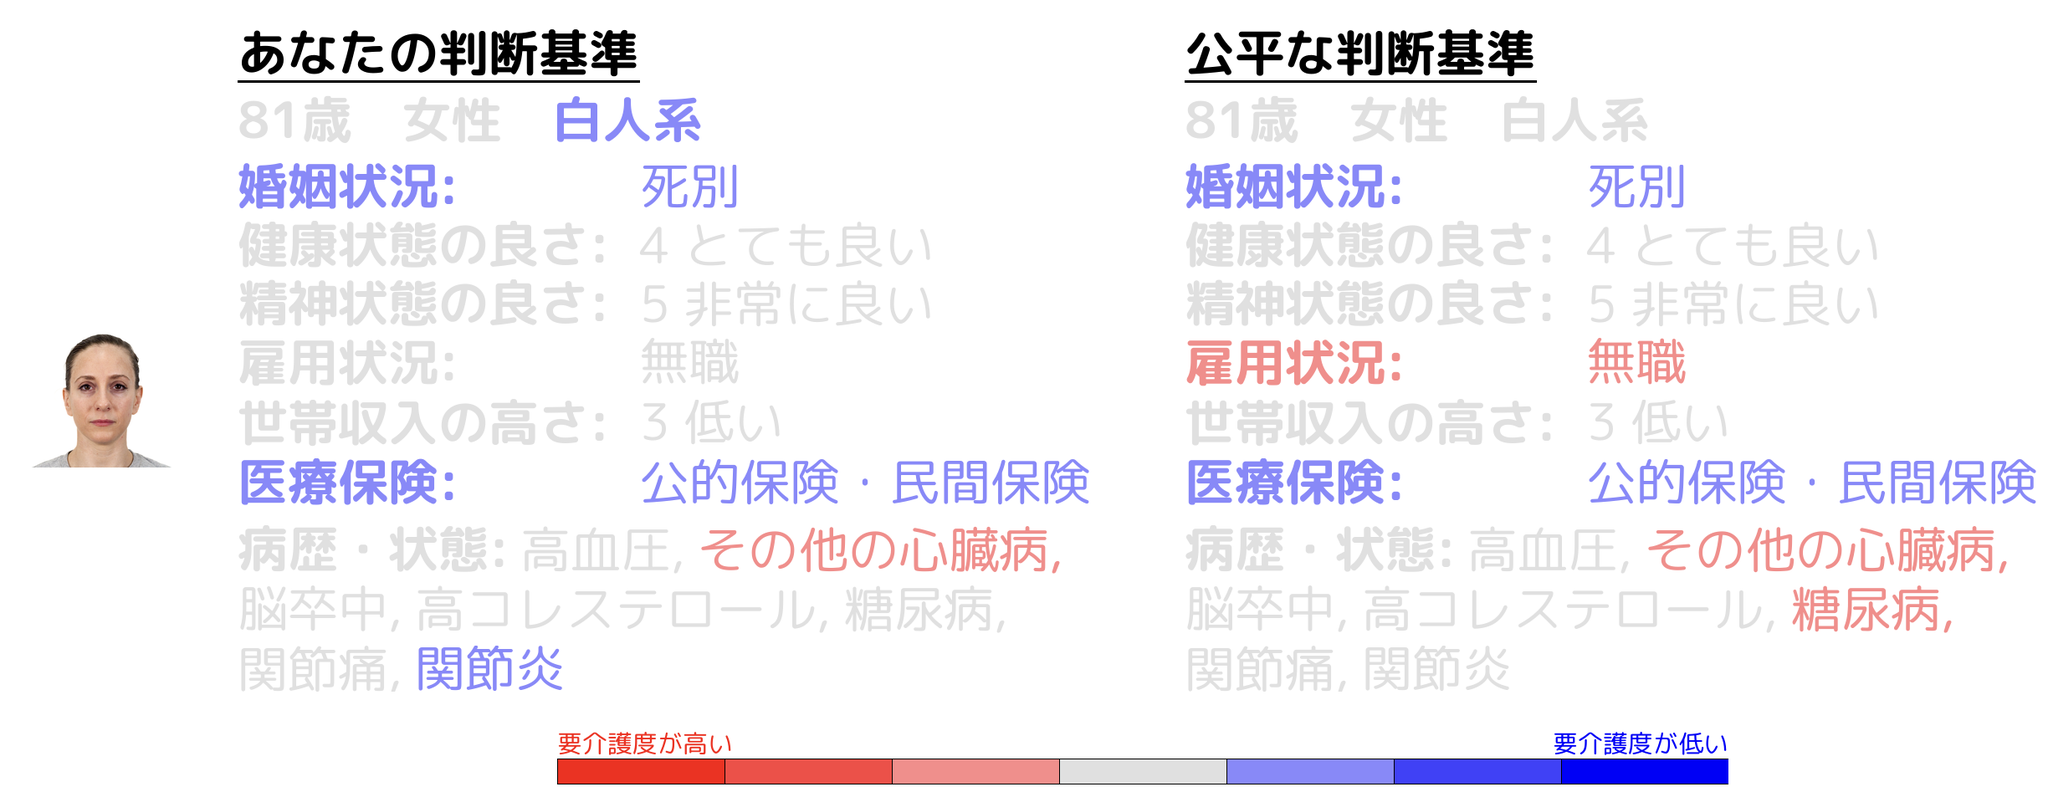 あなたの判断基準
81歳　女性　白人系
婚姻状況: 死別
健康状態の良さ: 4 とても良い
精神状態の良さ: 5 非常に良い
雇用状況: 無職
世帯収入の高さ: 3 低い
医療保険: 公的保険・民間保険
病歴・状態: 高血圧, その他の心臓病,
脳卒中, 高コレステロール, 糖尿病,
関節痛, 関節炎
公平な判断基準
81歳　女性　白人系
婚姻状況: 死別
健康状態の良さ: 4 とても良い
精神状態の良さ: 5 非常に良い
雇用状況: 無職
世帯収入の高さ: 3 低い
医療保険: 公的保険・民間保険
病歴・状態: 高血圧, その他の心臓病,
脳卒中, 高コレステロール, 糖尿病,
関節痛, 関節炎
要介護度が高い
要介護度が低い